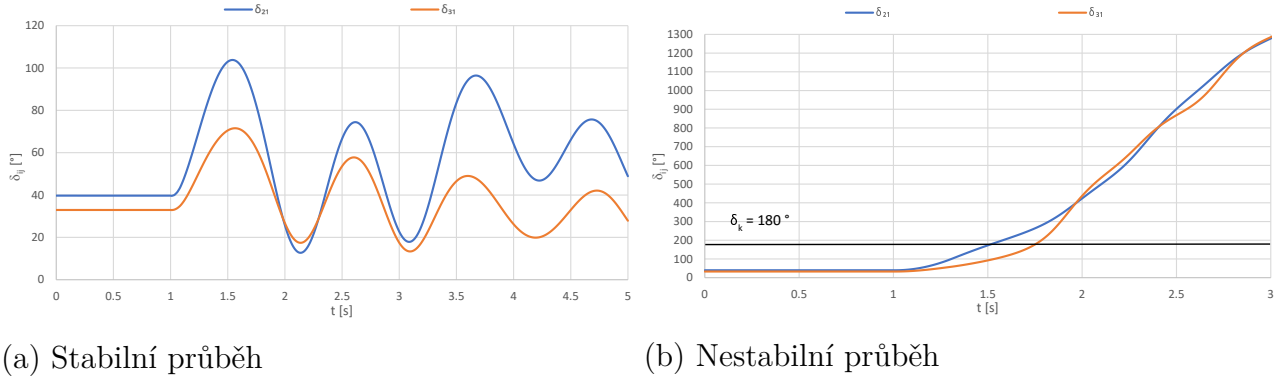 δ₂₁ δ₃₁
120
100
80
60
40
20
0
δij [°]
0 0.5 1 1.5 2 2.5 3 3.5 4 4.5 5
t [s]
(a) Stabilní průběh
δ₂₁ δ₃₁
1300
1200
1100
1000
900
800
700
600
500
400
300
200
100
0
δij [°]
δk = 180 °
0 0.5 1 1.5 2 2.5 3
t [s]
(b) Nestabilní průběh